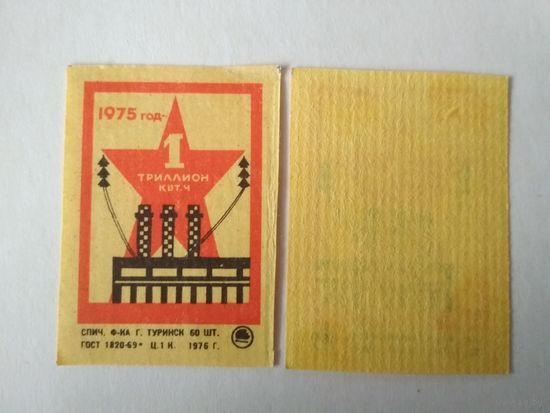 1975 год-
1
ТРИЛЛИОН
КВТ.Ч
СПИЧ. Ф-КА Г. ТУРИНСК 60 ШТ.
ГОСТ 1820-69* Ц.1 К. 1976 Г.